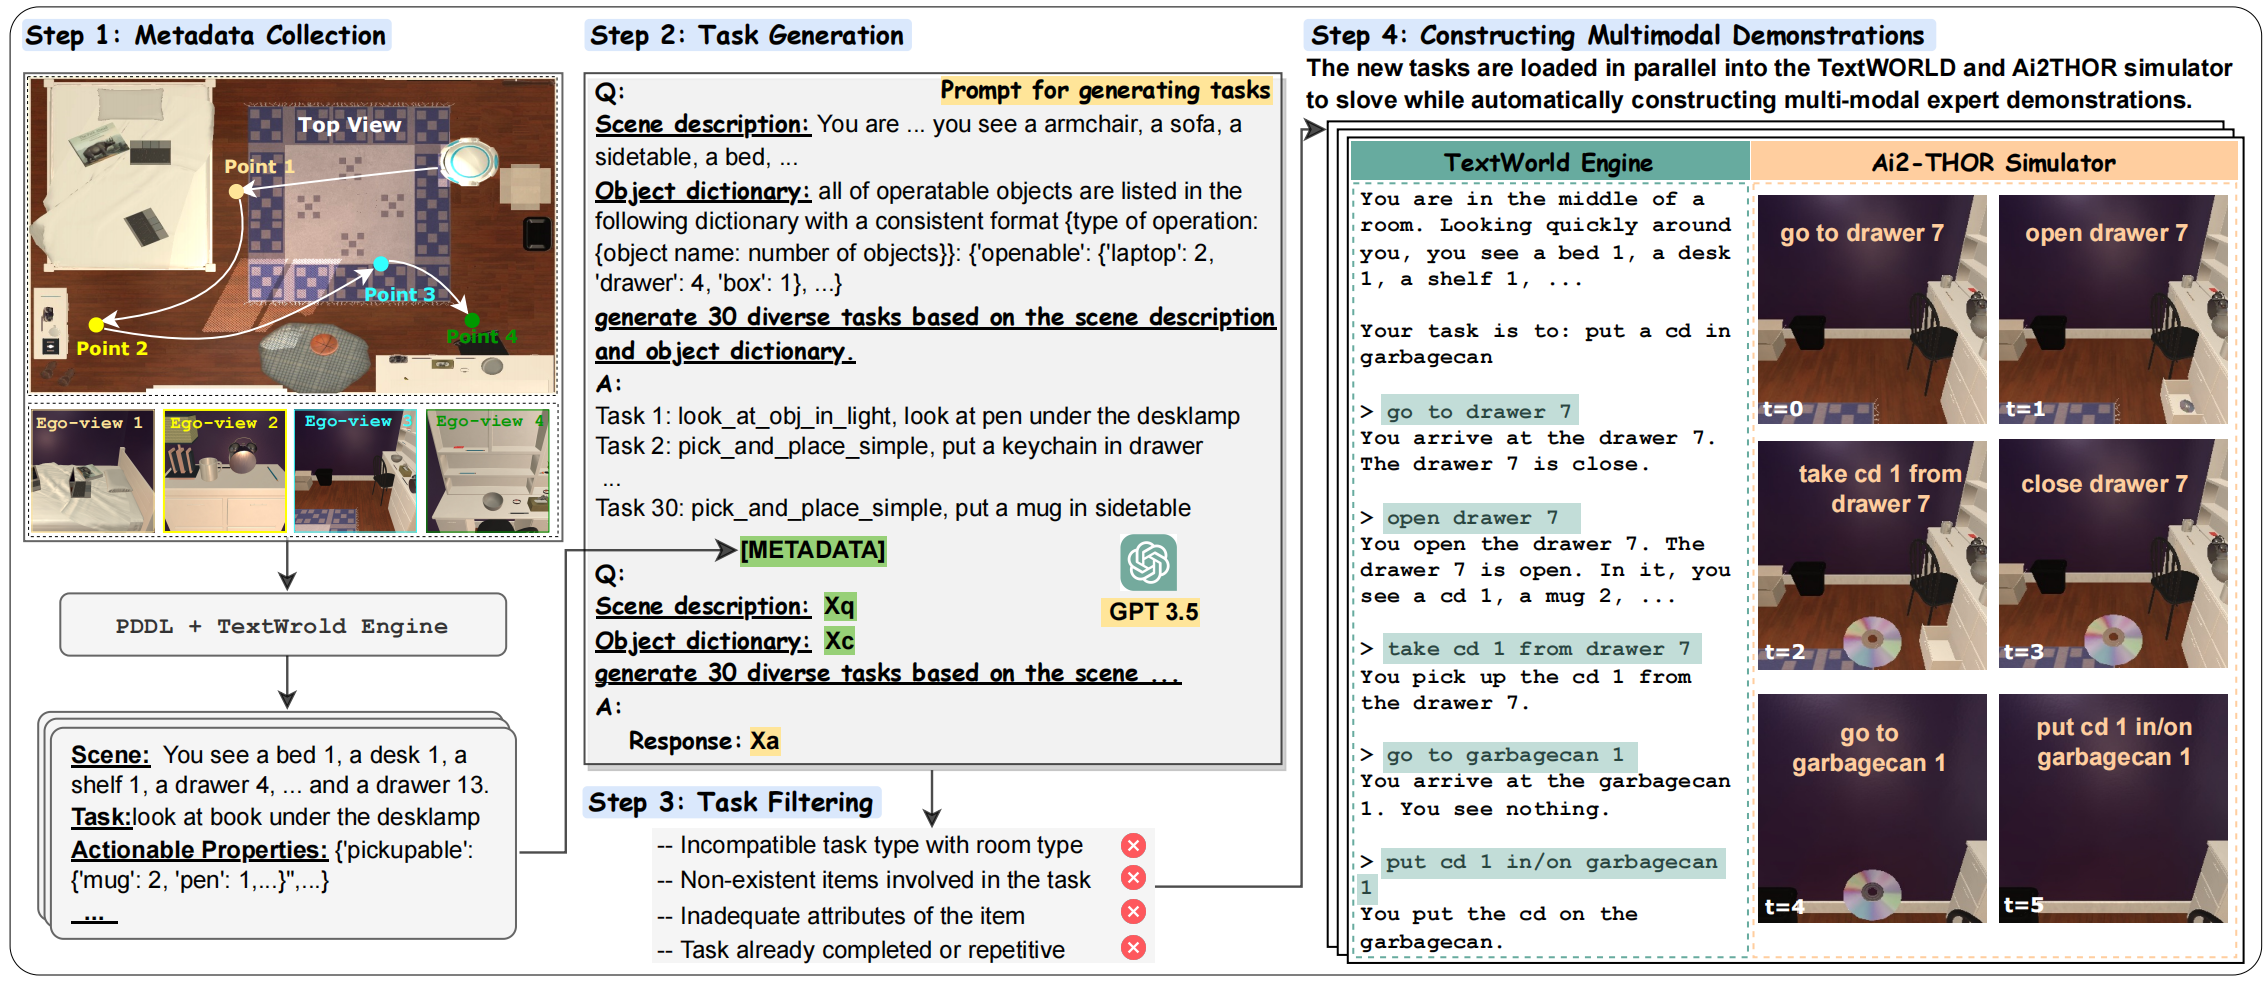 Step 1: Metadata Collection
Top View
Point 1
Point 2
Point 3
Point 4
Ego-view 1
Ego-view 2
Ego-view 3
Ego-view 4
PDDL + TextWrold Engine
Scene: You see a bed 1, a desk 1, a
shelf 1, a drawer 4, ... and a drawer 13.
Task:look at book under the desklamp
Actionable Properties: {'pickupable':
{'mug': 2, 'pen': 1,...}",...}
...
Step 2: Task Generation
Prompt for generating tasks
Q:
Scene description: You are ... you see a armchair, a sofa, a
sidetable, a bed, ...
Object dictionary: all of operatable objects are listed in the
following dictionary with a consistent format {type of operation:
{object name: number of objects}}: {'openable': {'laptop': 2,
'drawer': 4, 'box': 1}, ...}
generate 30 diverse tasks based on the scene description
and object dictionary.
A:
Task 1: look_at_obj_in_light, look at pen under the desklamp
Task 2: pick_and_place_simple, put a keychain in drawer
...
Task 30: pick_and_place_simple, put a mug in sidetable
[METADATA]
Q:
Scene description: Xq
Object dictionary: Xc
GPT 3.5
generate 30 diverse tasks based on the scene ...
A:
Response: Xa
Step 3: Task Filtering
-- Incompatible task type with room type
-- Non-existent items involved in the task
-- Inadequate attributes of the item
-- Task already completed or repetitive
Step 4: Constructing Multimodal Demonstrations
The new tasks are loaded in parallel into the TextWORLD and Ai2THOR simulator
to slove while automatically constructing multi-modal expert demonstrations.
TextWorld Engine
You are in the middle of a
room. Looking quickly around
you, you see a bed 1, a desk
1, a shelf 1, ...
Your task is to: put a cd in
garbagecan
> go to drawer 7
You arrive at the drawer 7.
The drawer 7 is close.
> open drawer 7
You open the drawer 7. The
drawer 7 is open. In it, you
see a cd 1, a mug 2, ...
> take cd 1 from drawer 7
You pick up the cd 1 from
the drawer 7.
> go to garbagecan 1
You arrive at the garbagecan
1. You see nothing.
> put cd 1 in/on garbagecan
1
You put the cd on the
garbagecan.
Ai2-THOR Simulator
go to drawer 7
t=0
open drawer 7
t=1
take cd 1 from
drawer 7
t=2
close drawer 7
t=3
go to
garbagecan 1
t=4
put cd 1 in/on
garbagecan 1
t=5